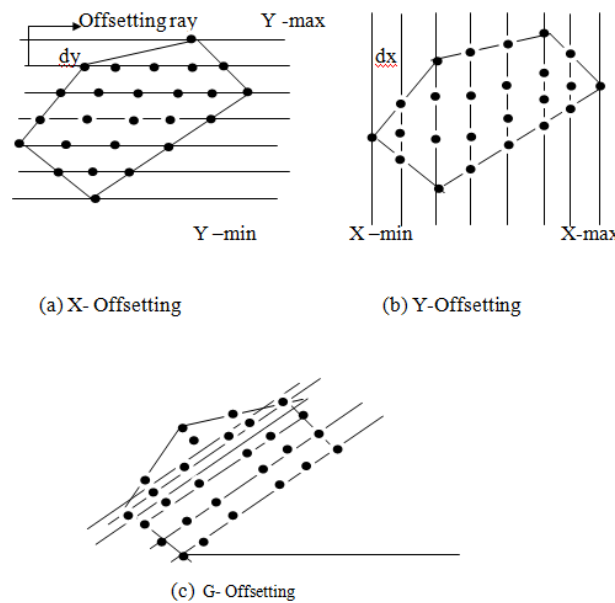 Offsetting ray
Y -max
dy
Y –min
dx
X –min
X-max
(a) X- Offsetting
(b) Y-Offsetting
(c) G- Offsetting